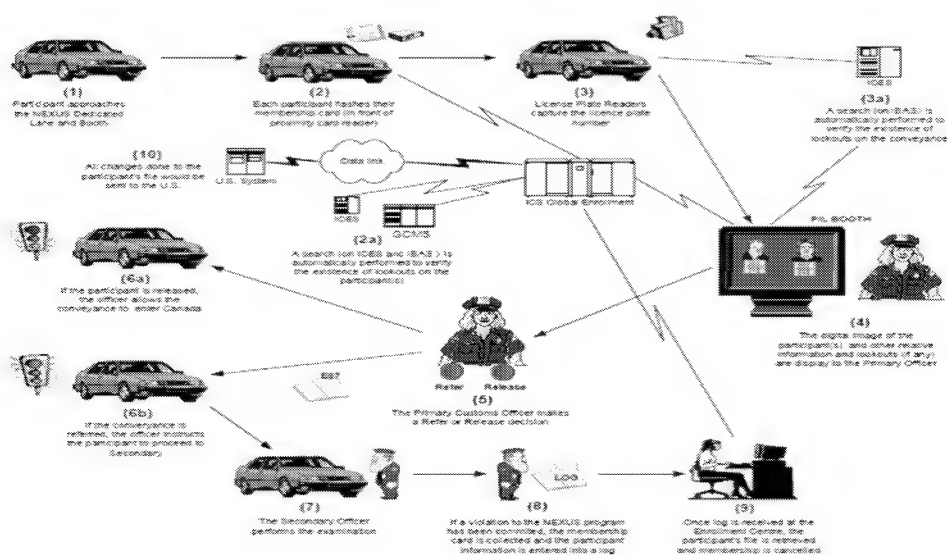 (1)
Participant approaches
the NEXUS Dedicated
Lane and Booth
(2)
Each participant flashes their
membership card (in front of
proximity card reader)
(3)
License Plate Readers
capture the licence plate
number
ICES
(3a)
A search (on IBAS) is
automatically performed to
verify the existence of
lookouts on the conveyance
(10)
All changes done to the
participant's file would be
sent to the U.S.
U.S. System
Data link
ICS Global Enrolment
ICES
(2a)
A search (on ICES and IBAS) is
automatically performed to verify
the existence of lookouts on the
participant(s)
PIL BOOTH
(4)
The digital image of the
participant(s) and other relative
information and lookouts (if any)
are display to the Primary Officer
(6a)
If the participant is released,
the officer allows the
conveyance to enter Canada
Refer
Release
(5)
The Primary Customs Officer makes
a Refer or Release decision
E67
(6b)
If the conveyance is
referred, the officer instructs
the participant to proceed to
Secondary
(7)
The Secondary Officer
performs the examination
LOG
(8)
If a violation to the NEXUS program
has been commited, the membership
card is collected and the participant
information is entered into a log
(9)
Once log is received at the
Enrolment Centre, the
participant's file is retrieved
and membership is cancelled